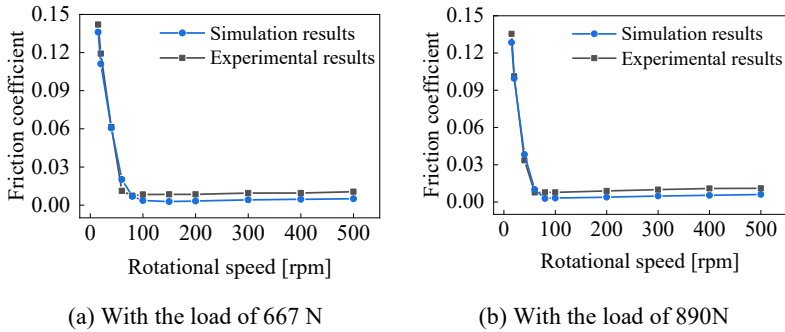 0.15
0.12
0.09
0.06
0.03
0.00
Friction coefficient
Simulation results
Experimental results
0 100 200 300 400 500
Rotational speed [rpm]
(a) With the load of 667 N
0.15
0.12
0.09
0.06
0.03
0.00
Friction coefficient
Simulation results
Experimental results
0 100 200 300 400 500
Rotational speed [rpm]
(b) With the load of 890N